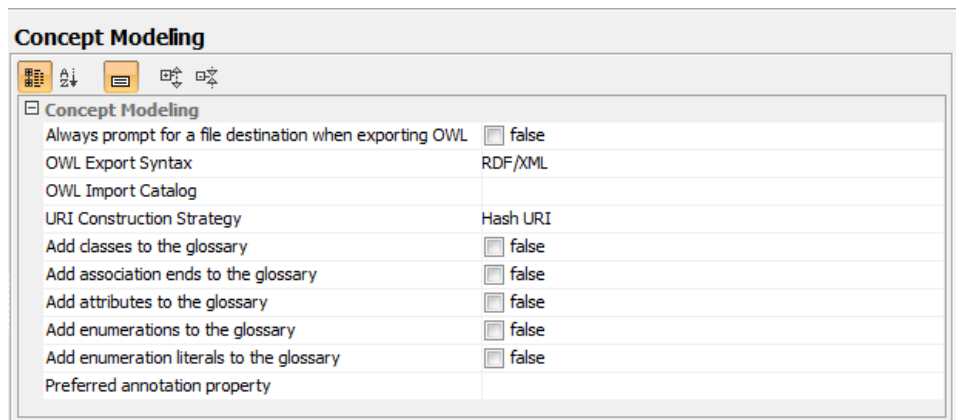 Concept Modeling
Concept Modeling
Always prompt for a file destination when exporting OWL false
OWL Export Syntax RDF/XML
OWL Import Catalog
URI Construction Strategy Hash URI
Add classes to the glossary false
Add association ends to the glossary false
Add attributes to the glossary false
Add enumerations to the glossary false
Add enumeration literals to the glossary false
Preferred annotation property